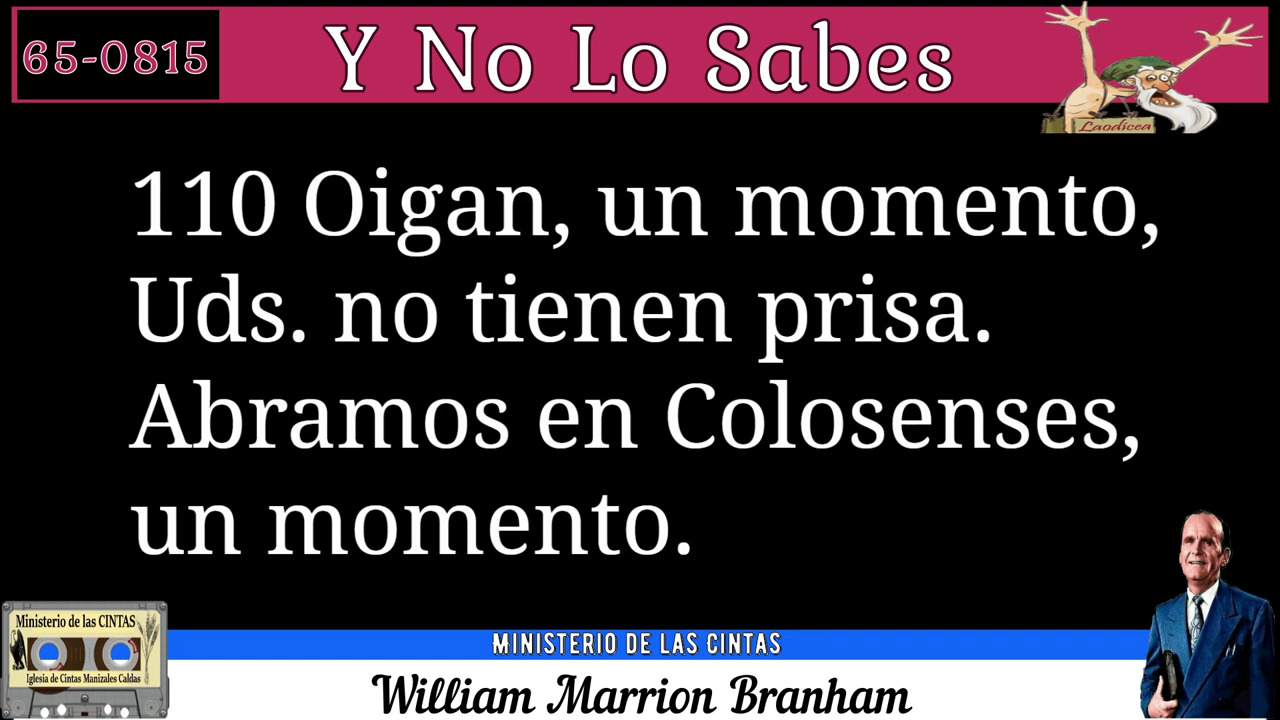 65-0815
Y No Lo Sabes
Laodicea
110 Oigan, un momento,
Uds. no tienen prisa.
Abramos en Colosenses,
un momento.
Ministerio de las CINTAS
Iglesia de Cintas Manizales Caldas
MINISTERIO DE LAS CINTAS
William Marrion Branham